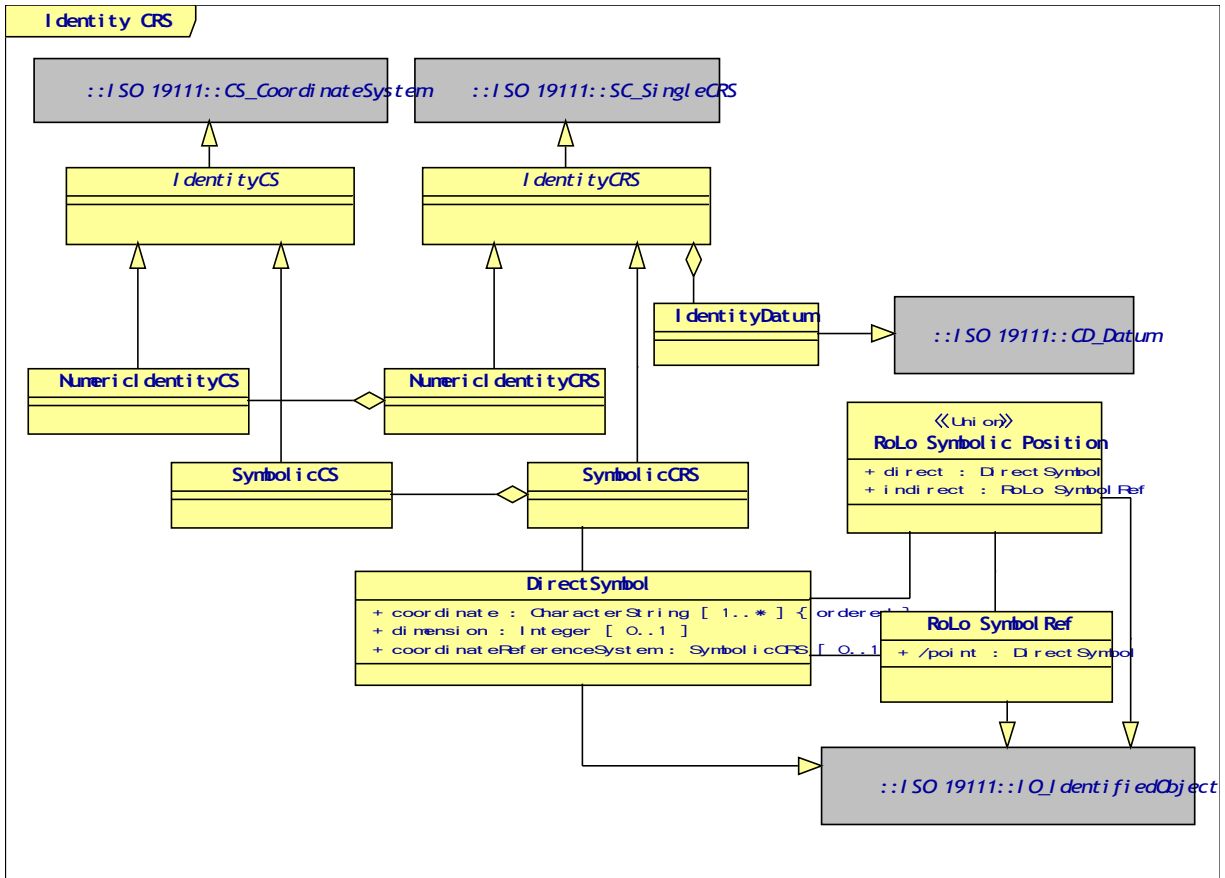 Identity CRS
::ISO 19111::CS_CoordinateSystem
::ISO 19111::SC_SingleCRS
IdentityCS
IdentityCRS
IdentityDatum
::ISO 19111::CD_Datum
NumericIdentityCS
NumericIdentityCRS
«Union»
RoLo Symbolic Position
+ direct : DirectSymbol
+ indirect : RoLo SymbolRef
SymbolicCS
SymbolicCRS
DirectSymbol
+ coordinate : CharacterString [ 1..* ] { ordered }
+ dimension : Integer [ 0..1 ]
+ coordinateReferenceSystem: SymbolicCRS [ 0..1
RoLo SymbolRef
+ /point : DirectSymbol
::ISO 19111::IO_IdentifiedObject